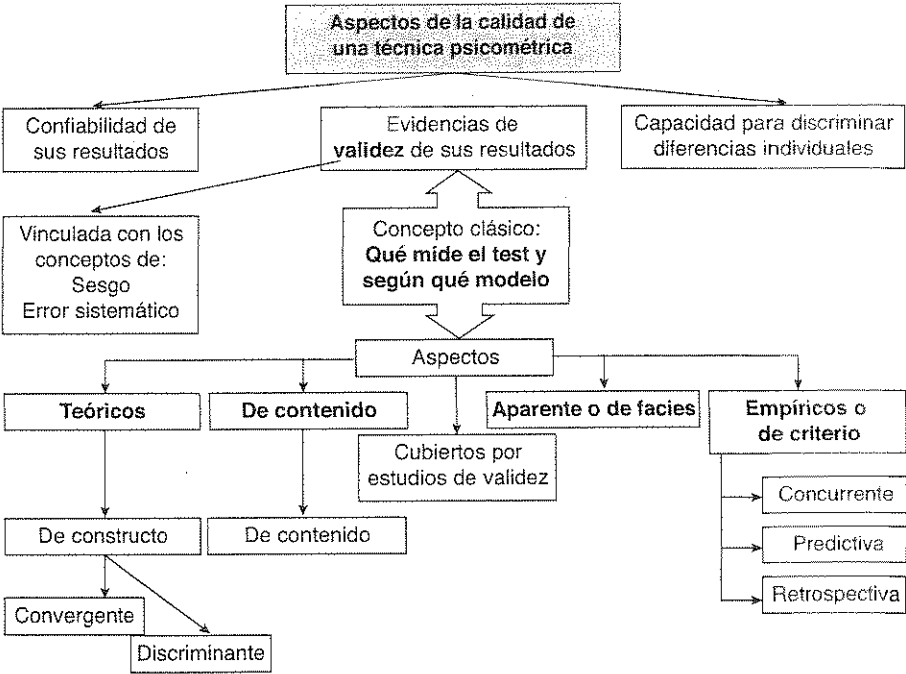 Aspectos de la calidad de
una técnica psicométrica
Confiabilidad de
sus resultados
Evidencias de
validez de sus resultados
Capacidad para discriminar
diferencias individuales
Vinculada con los
conceptos de:
Sesgo
Error sistemático
Concepto clásico:
Qué mide el test y
según qué modelo
Aspectos
Teóricos
De contenido
Aparente o de facies
Empíricos o
de criterio
Cubiertos por
estudios de validez
De constructo
De contenido
Concurrente
Predictiva
Retrospectiva
Convergente
Discriminante